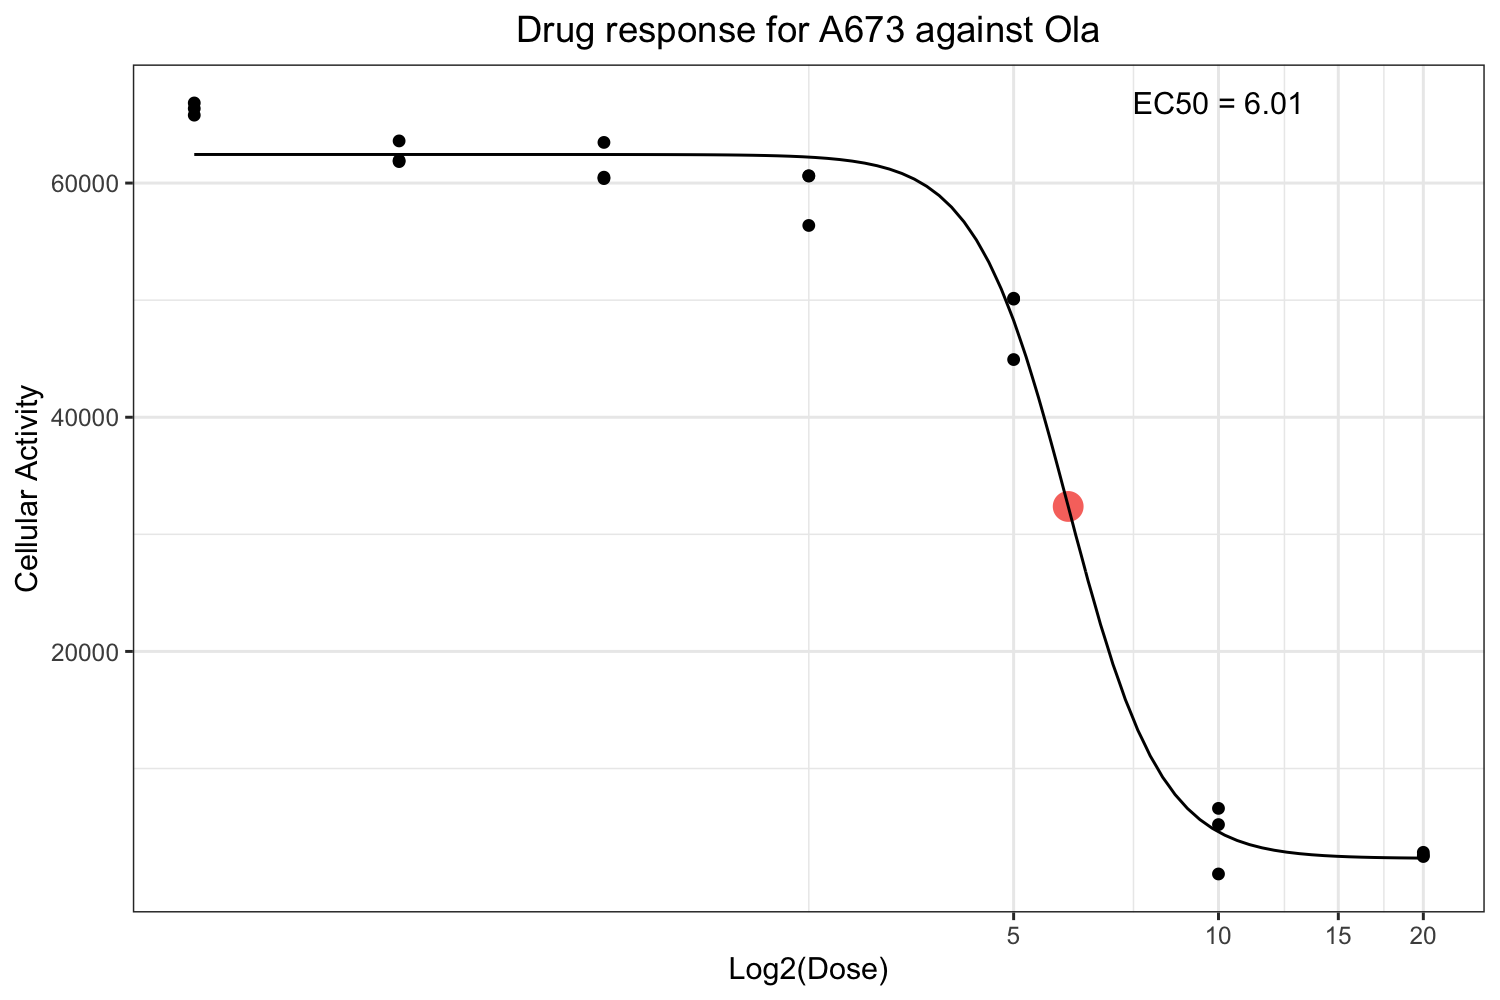 Drug response for A673 against Ola
EC50 = 6.01
Cellular Activity
60000
40000
20000
5 10 15 20
Log2(Dose)